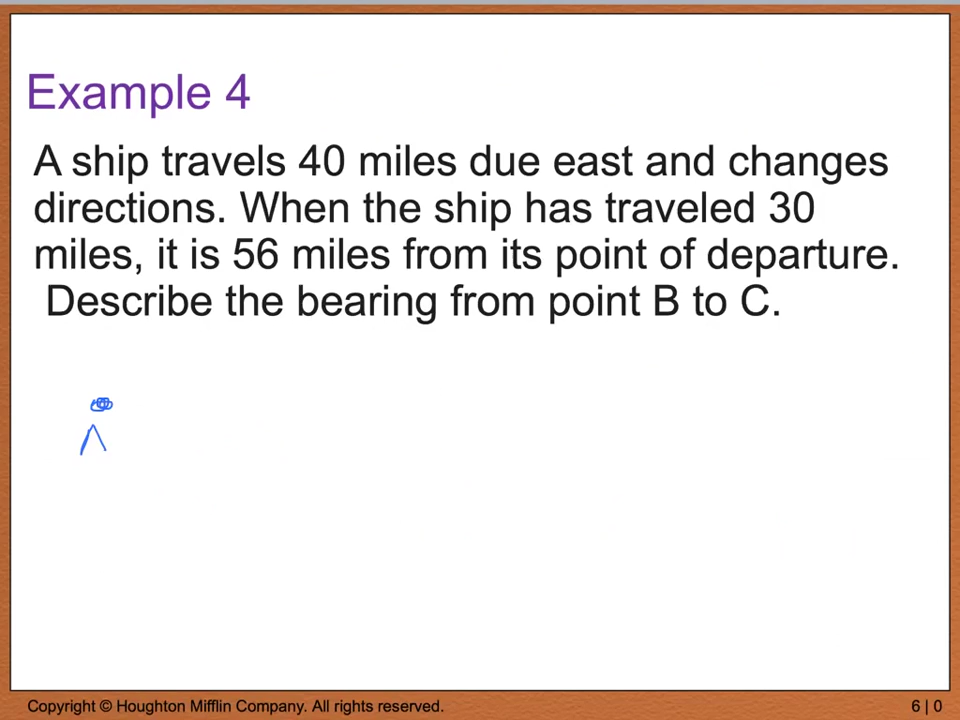 Example 4
A ship travels 40 miles due east and changes
directions. When the ship has traveled 30
miles, it is 56 miles from its point of departure.
Describe the bearing from point B to C.
Copyright © Houghton Mifflin Company. All rights reserved.
6 | 0